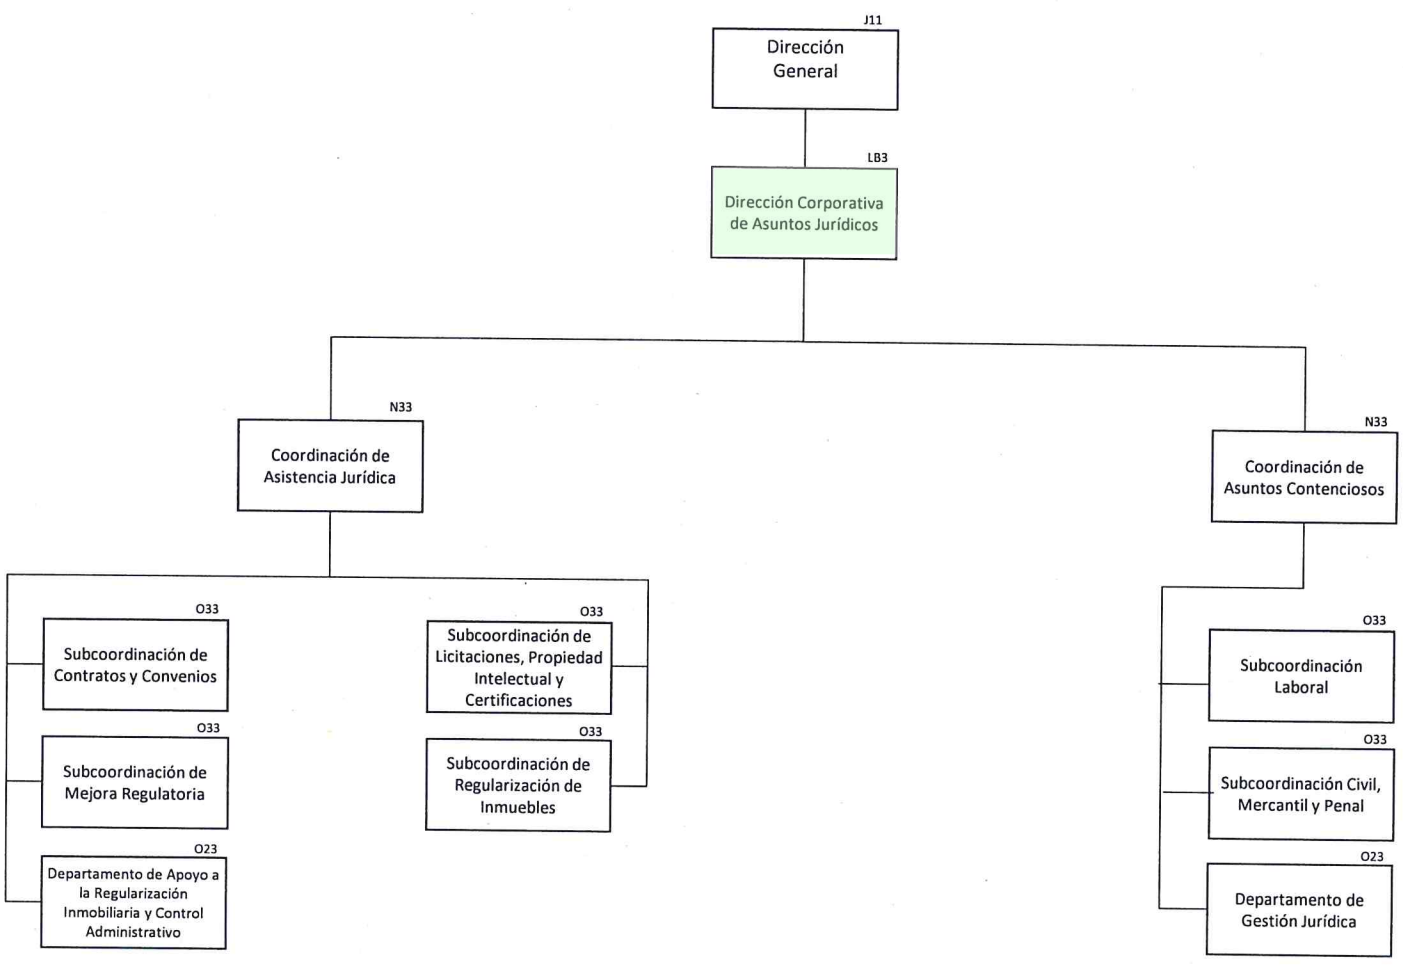 J11
Dirección
General
LB3
Dirección Corporativa
de Asuntos Jurídicos
N33
Coordinación de
Asistencia Jurídica
N33
Coordinación de
Asuntos Contenciosos
O33
Subcoordinación de
Contratos y Convenios
O33
Subcoordinación de
Mejora Regulatoria
O23
Departamento de Apoyo a
la Regularización
Inmobiliaria y Control
Administrativo
O33
Subcoordinación de
Licitaciones, Propiedad
Intelectual y
Certificaciones
O33
Subcoordinación de
Regularización de
Inmuebles
O33
Subcoordinación
Laboral
O33
Subcoordinación Civil,
Mercantil y Penal
O23
Departamento de
Gestión Jurídica